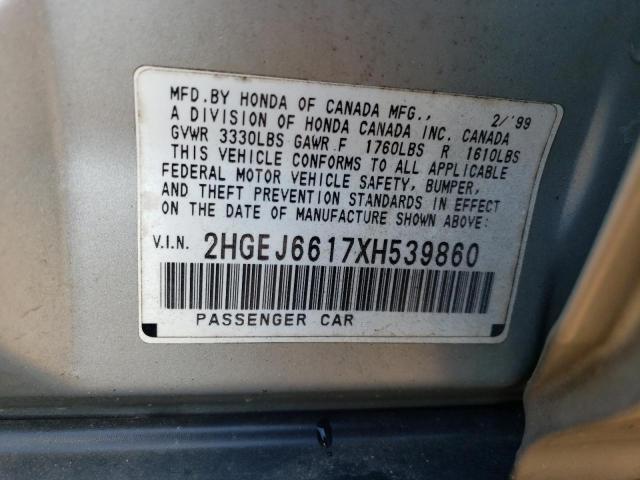 MFD.BY HONDA OF CANADA MFG., 2/'99
A DIVISION OF HONDA CANADA INC. CANADA
GVWR 3330LBS GAWR F 1760LBS R 1610LBS
THIS VEHICLE CONFORMS TO ALL APPLICABLE
FEDERAL MOTOR VEHICLE SAFETY, BUMPER,
AND THEFT PREVENTION STANDARDS IN EFFECT
ON THE DATE OF MANUFACTURE SHOWN ABOVE:
V.I.N. 2HGEJ6617XH539860
PASSENGER CAR